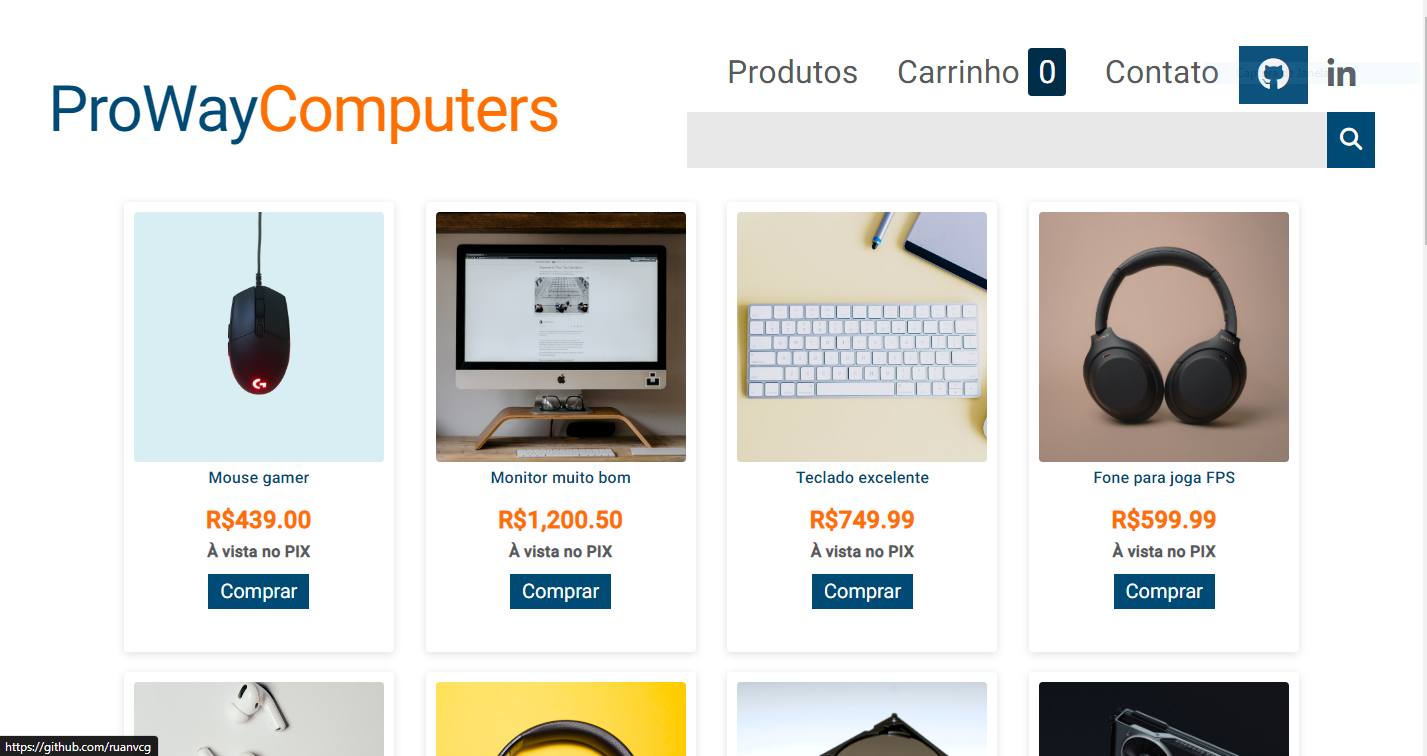 Produtos Carrinho 0 Contato in
ProWayComputers
Mouse gamer
R$439.00
À vista no PIX
Comprar
Monitor muito bom
R$1,200.50
À vista no PIX
Comprar
Teclado excelente
R$749.99
À vista no PIX
Comprar
Fone para joga FPS
R$599.99
À vista no PIX
Comprar
https://github.com/ruanvcg